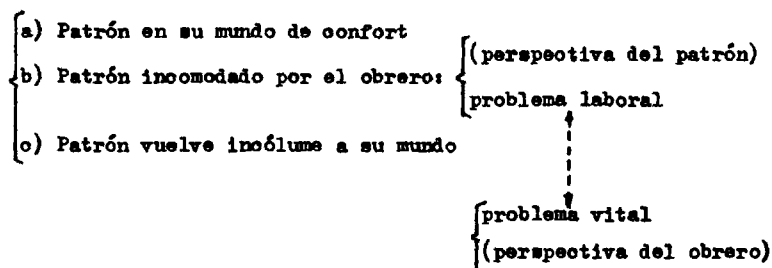 a) Patrón en su mundo de confort
b) Patrón incomodado por el obrero:
(perspectiva del patrón)
problema laboral
c) Patrón vuelve incólume a su mundo
problema vital
(perspectiva del obrero)